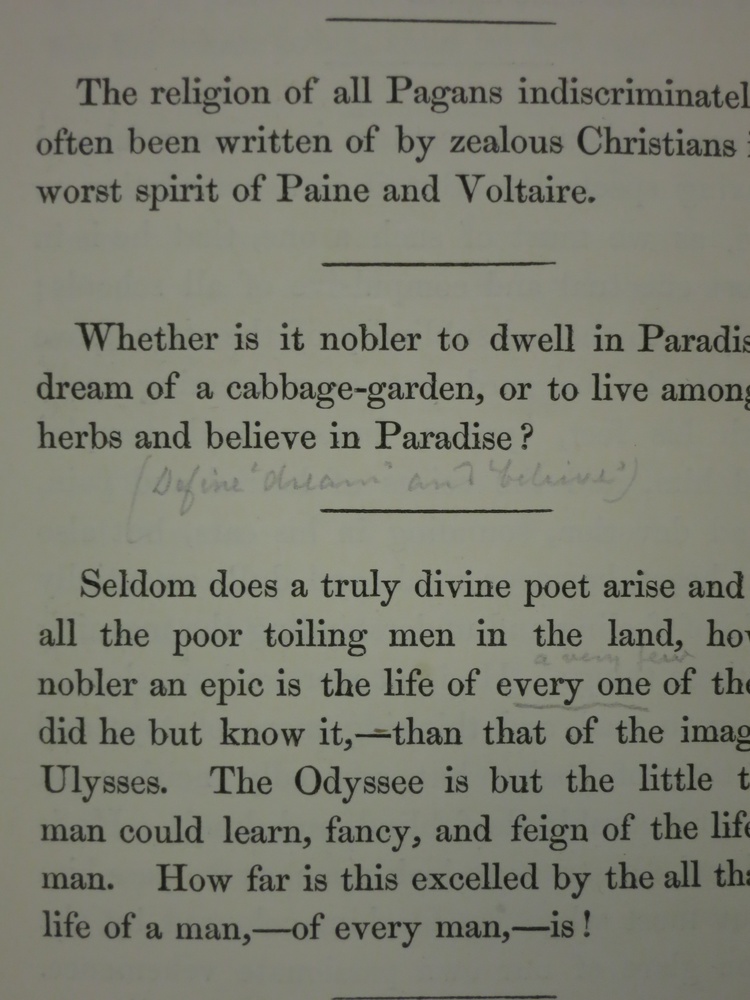 The religion of all Pagans indiscriminatel
often been written of by zealous Christians i
worst spirit of Paine and Voltaire.
Whether is it nobler to dwell in Paradis
dream of a cabbage-garden, or to live among
herbs and believe in Paradise?
(Define 'dream' and 'believe')
Seldom does a truly divine poet arise and
all the poor toiling men in the land, how
a very few
nobler an epic is the life of every one of the
did he but know it,—than that of the imag
Ulysses. The Odyssee is but the little t
man could learn, fancy, and feign of the life
man. How far is this excelled by the all tha
life of a man,—of every man,—is!